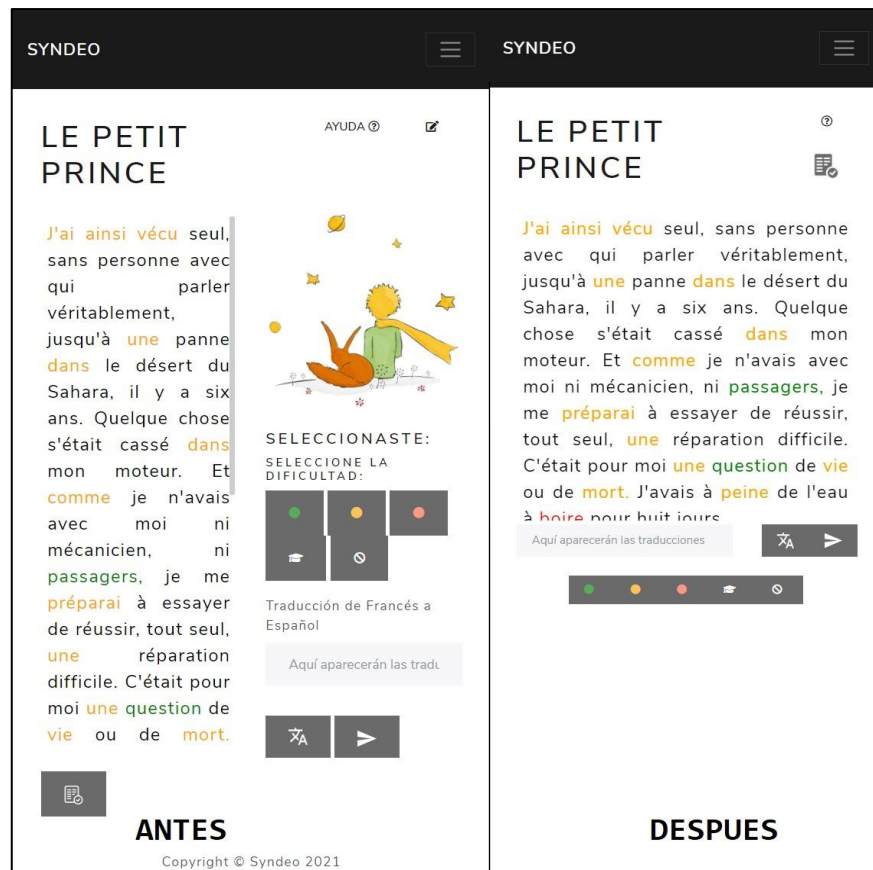 SYNDEO
LE PETIT
PRINCE
AYUDA
J'ai ainsi vécu seul,
sans personne avec
qui parler
véritablement,
jusqu'à une panne
dans le désert du
Sahara, il y a six
ans. Quelque chose
s'était cassé dans
mon moteur. Et
comme je n'avais
avec moi ni
mécanicien, ni
passagers, je me
préparai à essayer
de réussir, tout seul,
une réparation
difficile. C'était pour
moi une question de
vie ou de mort.
SELECCIONASTE:
SELECCIONE LA
DIFICULTAD:
Traducción de Francés a
Español
Aquí aparecerán las tradu
ANTES
Copyright © Syndeo 2021
SYNDEO
LE PETIT
PRINCE
J'ai ainsi vécu seul, sans personne
avec qui parler véritablement,
jusqu'à une panne dans le désert du
Sahara, il y a six ans. Quelque
chose s'était cassé dans mon
moteur. Et comme je n'avais avec
moi ni mécanicien, ni passagers, je
me préparai à essayer de réussir,
tout seul, une réparation difficile.
C'était pour moi une question de vie
ou de mort. J'avais à peine de l'eau
à boire pour huit jours
Aquí aparecerán las traducciones
DESPUES